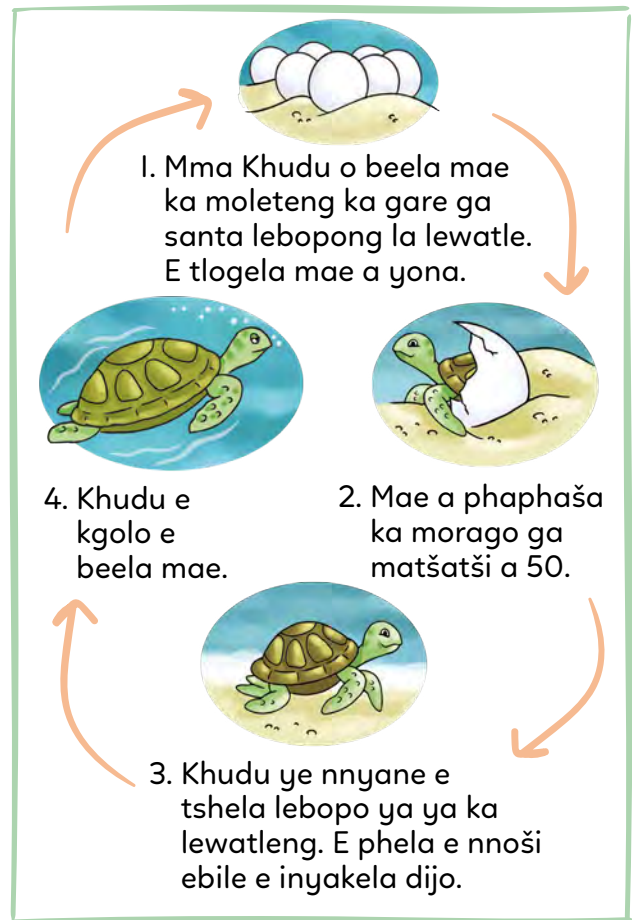 1. Mma Khudu o beela mae
ka moleteng ka gare ga
santa lebopong la lewatle.
E tlogela mae a yona.
2. Mae a phaphaša
ka morago ga
matšatši a 50.
3. Khudu ye nnyane e
tshela lebopo ya ya ka
lewatleng. E phela e nnoši
ebile e inyakela dijo.
4. Khudu e
kgolo e
beela mae.